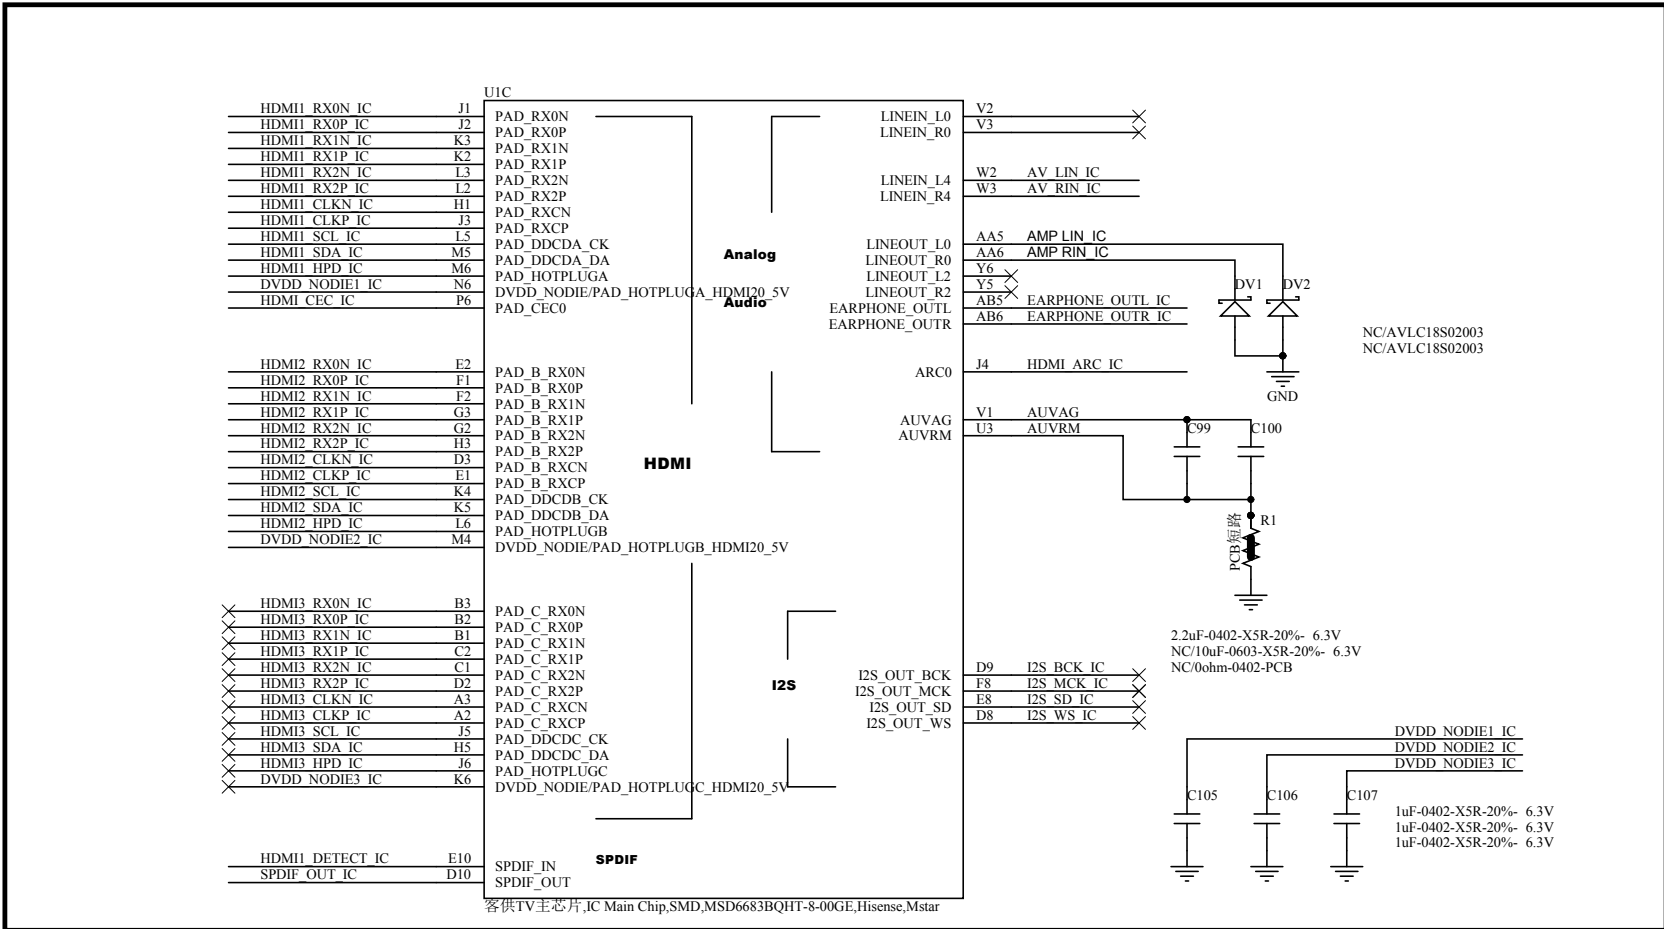 U1C
HDMI1_RX0N_IC J1 PAD_RX0N
HDMI1_RX0P_IC J2 PAD_RX0P
HDMI1_RX1N_IC K3 PAD_RX1N
HDMI1_RX1P_IC K2 PAD_RX1P
HDMI1_RX2N_IC L3 PAD_RX2N
HDMI1_RX2P_IC L2 PAD_RX2P
HDMI1_CLKN_IC H1 PAD_RXCN
HDMI1_CLKP_IC J3 PAD_RXCP
HDMI1_SCL_IC L5 PAD_DDCDA_CK
HDMI1_SDA_IC M5 PAD_DDCDA_DA
HDMI1_HPD_IC M6 PAD_HOTPLUGA
DVDD_NODIE1_IC N6 DVDD_NODIE/PAD_HOTPLUGA_HDMI20_5V
HDMI_CEC_IC P6 PAD_CEC0
HDMI2_RX0N_IC E2 PAD_B_RX0N
HDMI2_RX0P_IC F1 PAD_B_RX0P
HDMI2_RX1N_IC F2 PAD_B_RX1N
HDMI2_RX1P_IC G3 PAD_B_RX1P
HDMI2_RX2N_IC G2 PAD_B_RX2N
HDMI2_RX2P_IC H3 PAD_B_RX2P
HDMI2_CLKN_IC D3 PAD_B_RXCN
HDMI2_CLKP_IC E1 PAD_B_RXCP
HDMI2_SCL_IC K4 PAD_DDCDB_CK
HDMI2_SDA_IC K5 PAD_DDCDB_DA
HDMI2_HPD_IC L6 PAD_HOTPLUGB
DVDD_NODIE2_IC M4 DVDD_NODIE/PAD_HOTPLUGB_HDMI20_5V
HDMI3_RX0N_IC B3 PAD_C_RX0N
HDMI3_RX0P_IC B2 PAD_C_RX0P
HDMI3_RX1N_IC B1 PAD_C_RX1N
HDMI3_RX1P_IC C2 PAD_C_RX1P
HDMI3_RX2N_IC C1 PAD_C_RX2N
HDMI3_RX2P_IC D2 PAD_C_RX2P
HDMI3_CLKN_IC A3 PAD_C_RXCN
HDMI3_CLKP_IC A2 PAD_C_RXCP
HDMI3_SCL_IC J5 PAD_DDCDC_CK
HDMI3_SDA_IC H5 PAD_DDCDC_DA
HDMI3_HPD_IC J6 PAD_HOTPLUGC
DVDD_NODIE3_IC K6 DVDD_NODIE/PAD_HOTPLUGC_HDMI20_5V
HDMI1_DETECT_IC E10 SPDIF_IN
SPDIF_OUT_IC D10 SPDIF_OUT
HDMI
SPDIF
Analog
Audio
I2S
LINEIN_L0 V2
LINEIN_R0 V3
LINEIN_L4 W2 AV_LIN_IC
LINEIN_R4 W3 AV_RIN_IC
LINEOUT_L0 AA5 AMP LIN_IC
LINEOUT_R0 AA6 AMP RIN_IC
LINEOUT_L2 Y6
LINEOUT_R2 Y5
EARPHONE_OUTL AB5 EARPHONE_OUTL_IC
EARPHONE_OUTR AB6 EARPHONE_OUTR_IC
ARC0 J4 HDMI_ARC_IC
AUVAG V1 AUVAG
AUVRM U3 AUVRM
I2S_OUT_BCK D9 I2S_BCK_IC
I2S_OUT_MCK F8 I2S_MCK_IC
I2S_OUT_SD E8 I2S_SD_IC
I2S_OUT_WS D8 I2S_WS_IC
客供TV主芯片,IC Main Chip,SMD,MSD6683BQHT-8-00GE,Hisense,Mstar
DV1 DV2
GND
NC/AVLC18S02003
NC/AVLC18S02003
C99 C100
R1
PCB短路
2.2uF-0402-X5R-20%- 6.3V
NC/10uF-0603-X5R-20%- 6.3V
NC/0ohm-0402-PCB
DVDD_NODIE1_IC
DVDD_NODIE2_IC
DVDD_NODIE3_IC
C105 C106 C107
1uF-0402-X5R-20%- 6.3V
1uF-0402-X5R-20%- 6.3V
1uF-0402-X5R-20%- 6.3V